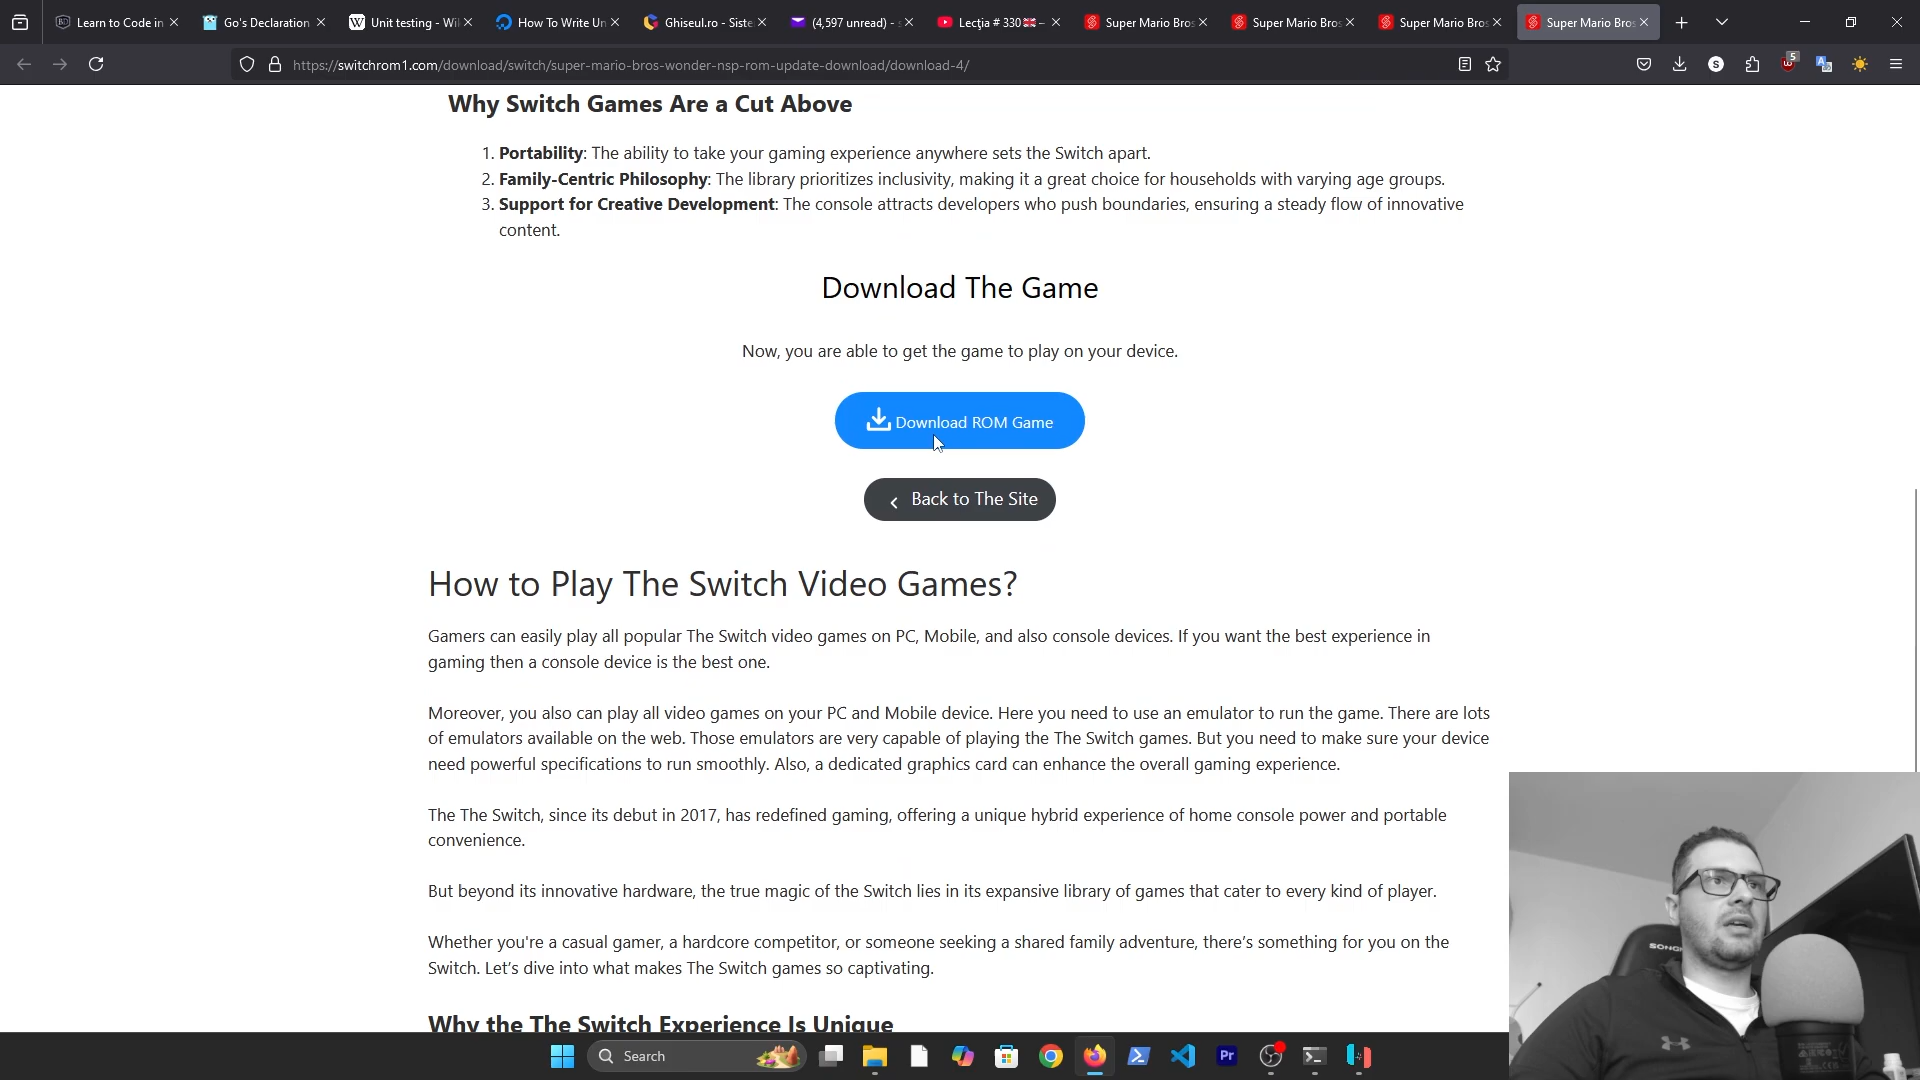 Learn to Code in
Go's Declaration
Unit testing - Wi
How To Write Un
Ghiseul.ro - Siste
(4,597 unread) - s
Lecţia # 330🇬🇧 –
Super Mario Bros
Super Mario Bros
Super Mario Bros
Super Mario Bros
https://switchrom1.com/download/switch/super-mario-bros-wonder-nsp-rom-update-download/download-4/
S
5
Why Switch Games Are a Cut Above
1. Portability: The ability to take your gaming experience anywhere sets the Switch apart.
2. Family-Centric Philosophy: The library prioritizes inclusivity, making it a great choice for households with varying age groups.
3. Support for Creative Development: The console attracts developers who push boundaries, ensuring a steady flow of innovative
content.
Download The Game
Now, you are able to get the game to play on your device.
Download ROM Game
Back to The Site
How to Play The Switch Video Games?
Gamers can easily play all popular The Switch video games on PC, Mobile, and also console devices. If you want the best experience in
gaming then a console device is the best one.
Moreover, you also can play all video games on your PC and Mobile device. Here you need to use an emulator to run the game. There are lots
of emulators available on the web. Those emulators are very capable of playing the The Switch games. But you need to make sure your device
need powerful specifications to run smoothly. Also, a dedicated graphics card can enhance the overall gaming experience.
The The Switch, since its debut in 2017, has redefined gaming, offering a unique hybrid experience of home console power and portable
convenience.
But beyond its innovative hardware, the true magic of the Switch lies in its expansive library of games that cater to every kind of player.
Whether you're a casual gamer, a hardcore competitor, or someone seeking a shared family adventure, there’s something for you on the
Switch. Let’s dive into what makes The Switch games so captivating.
Why the The Switch Experience Is Unique
Search
Pr